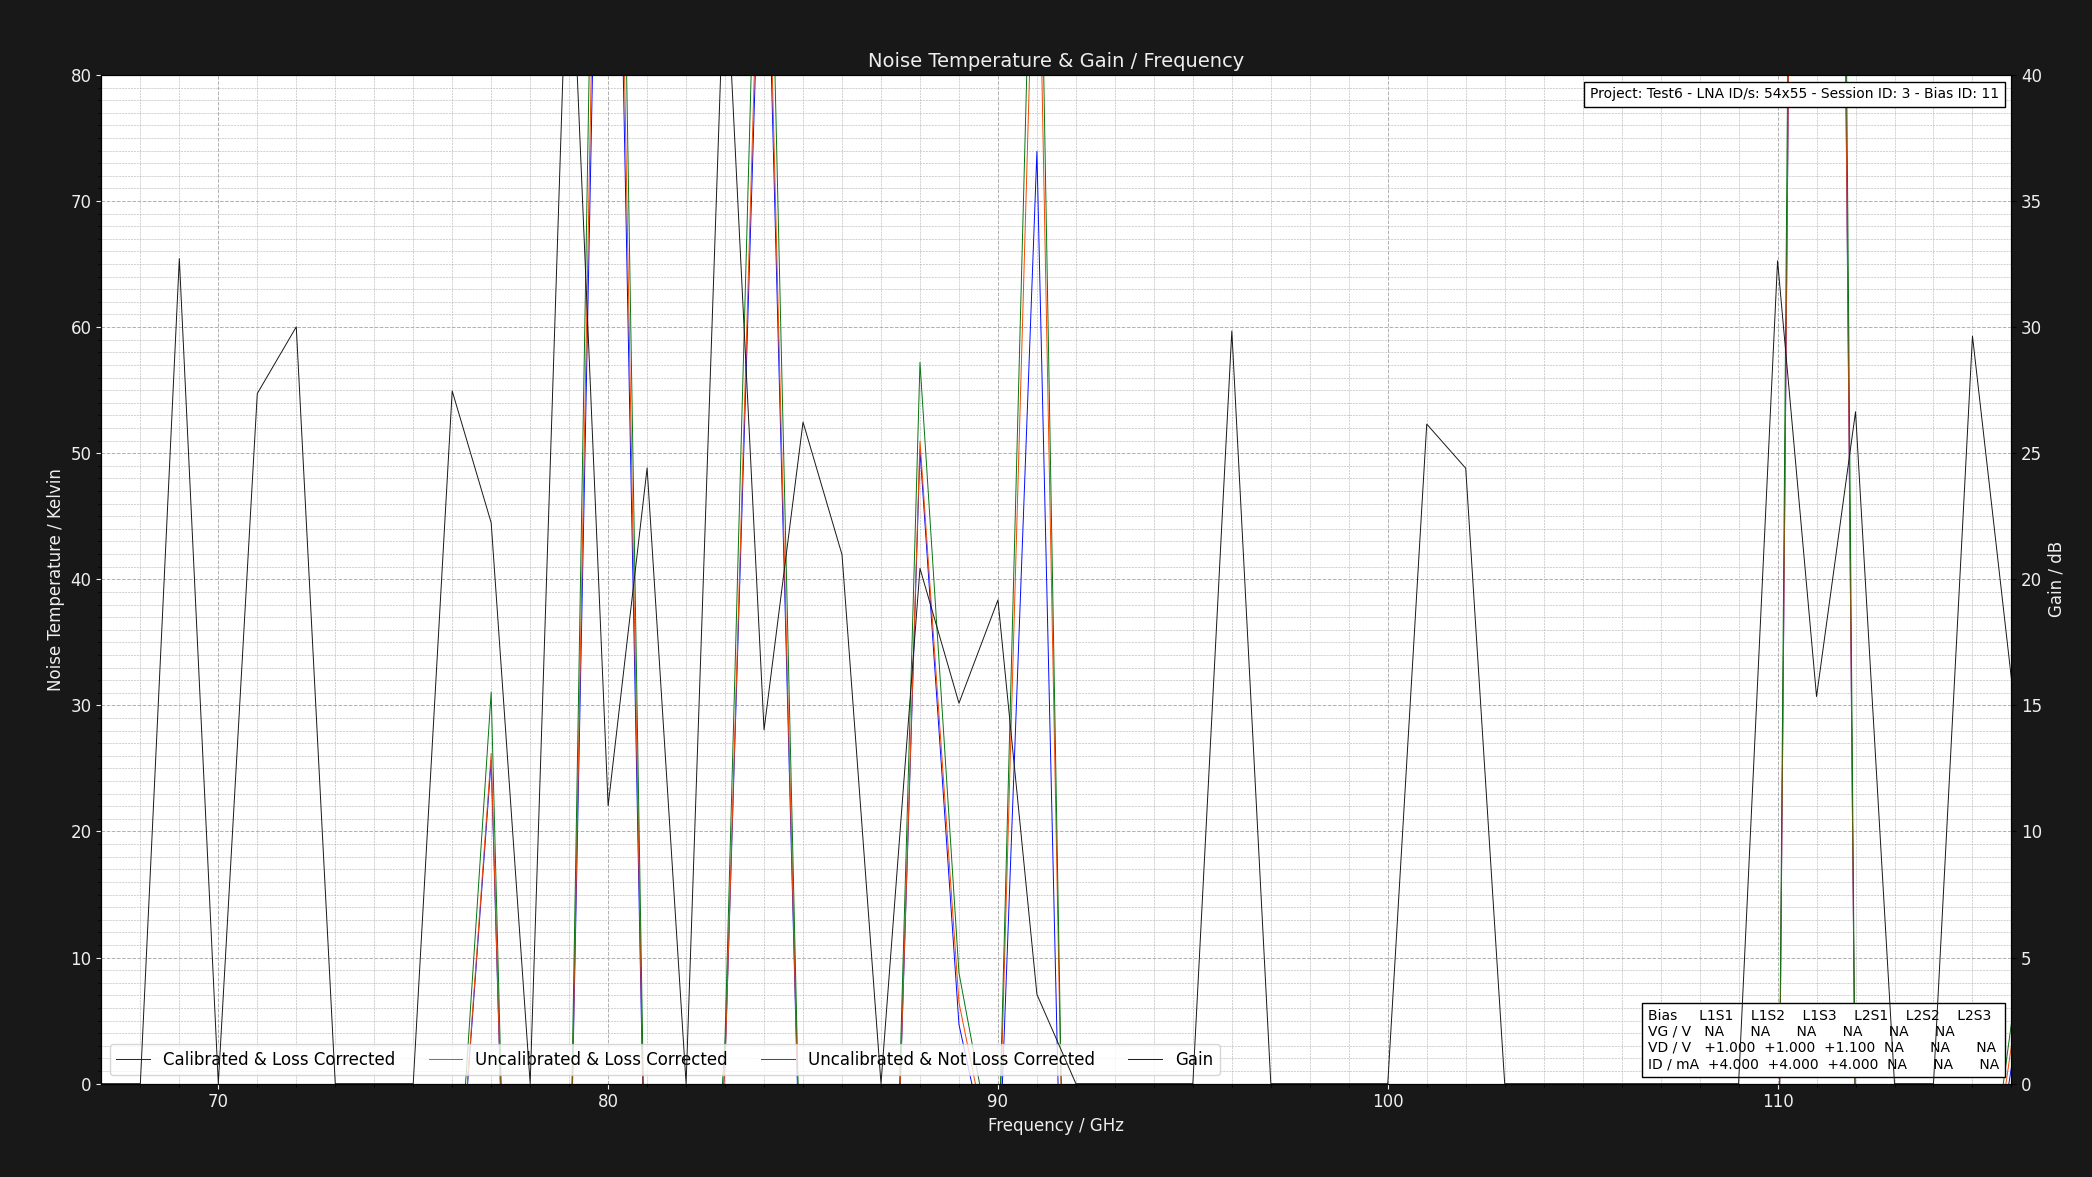 Noise Temperature & Gain / Frequency
Project: Test6 - LNA ID/s: 54x55 - Session ID: 3 - Bias ID: 11
80
70
60
50
40
30
20
10
0
Noise Temperature / Kelvin
40
35
30
25
20
15
10
5
0
Gain / dB
Bias L1S1 L1S2 L1S3 L2S1 L2S2 L2S3
VG / V NA NA NA NA NA NA
VD / V +1.000 +1.000 +1.100 NA NA NA
ID / mA +4.000 +4.000 +4.000 NA NA NA
Calibrated & Loss Corrected Uncalibrated & Loss Corrected Uncalibrated & Not Loss Corrected Gain
70 80 90 100 110
Frequency / GHz